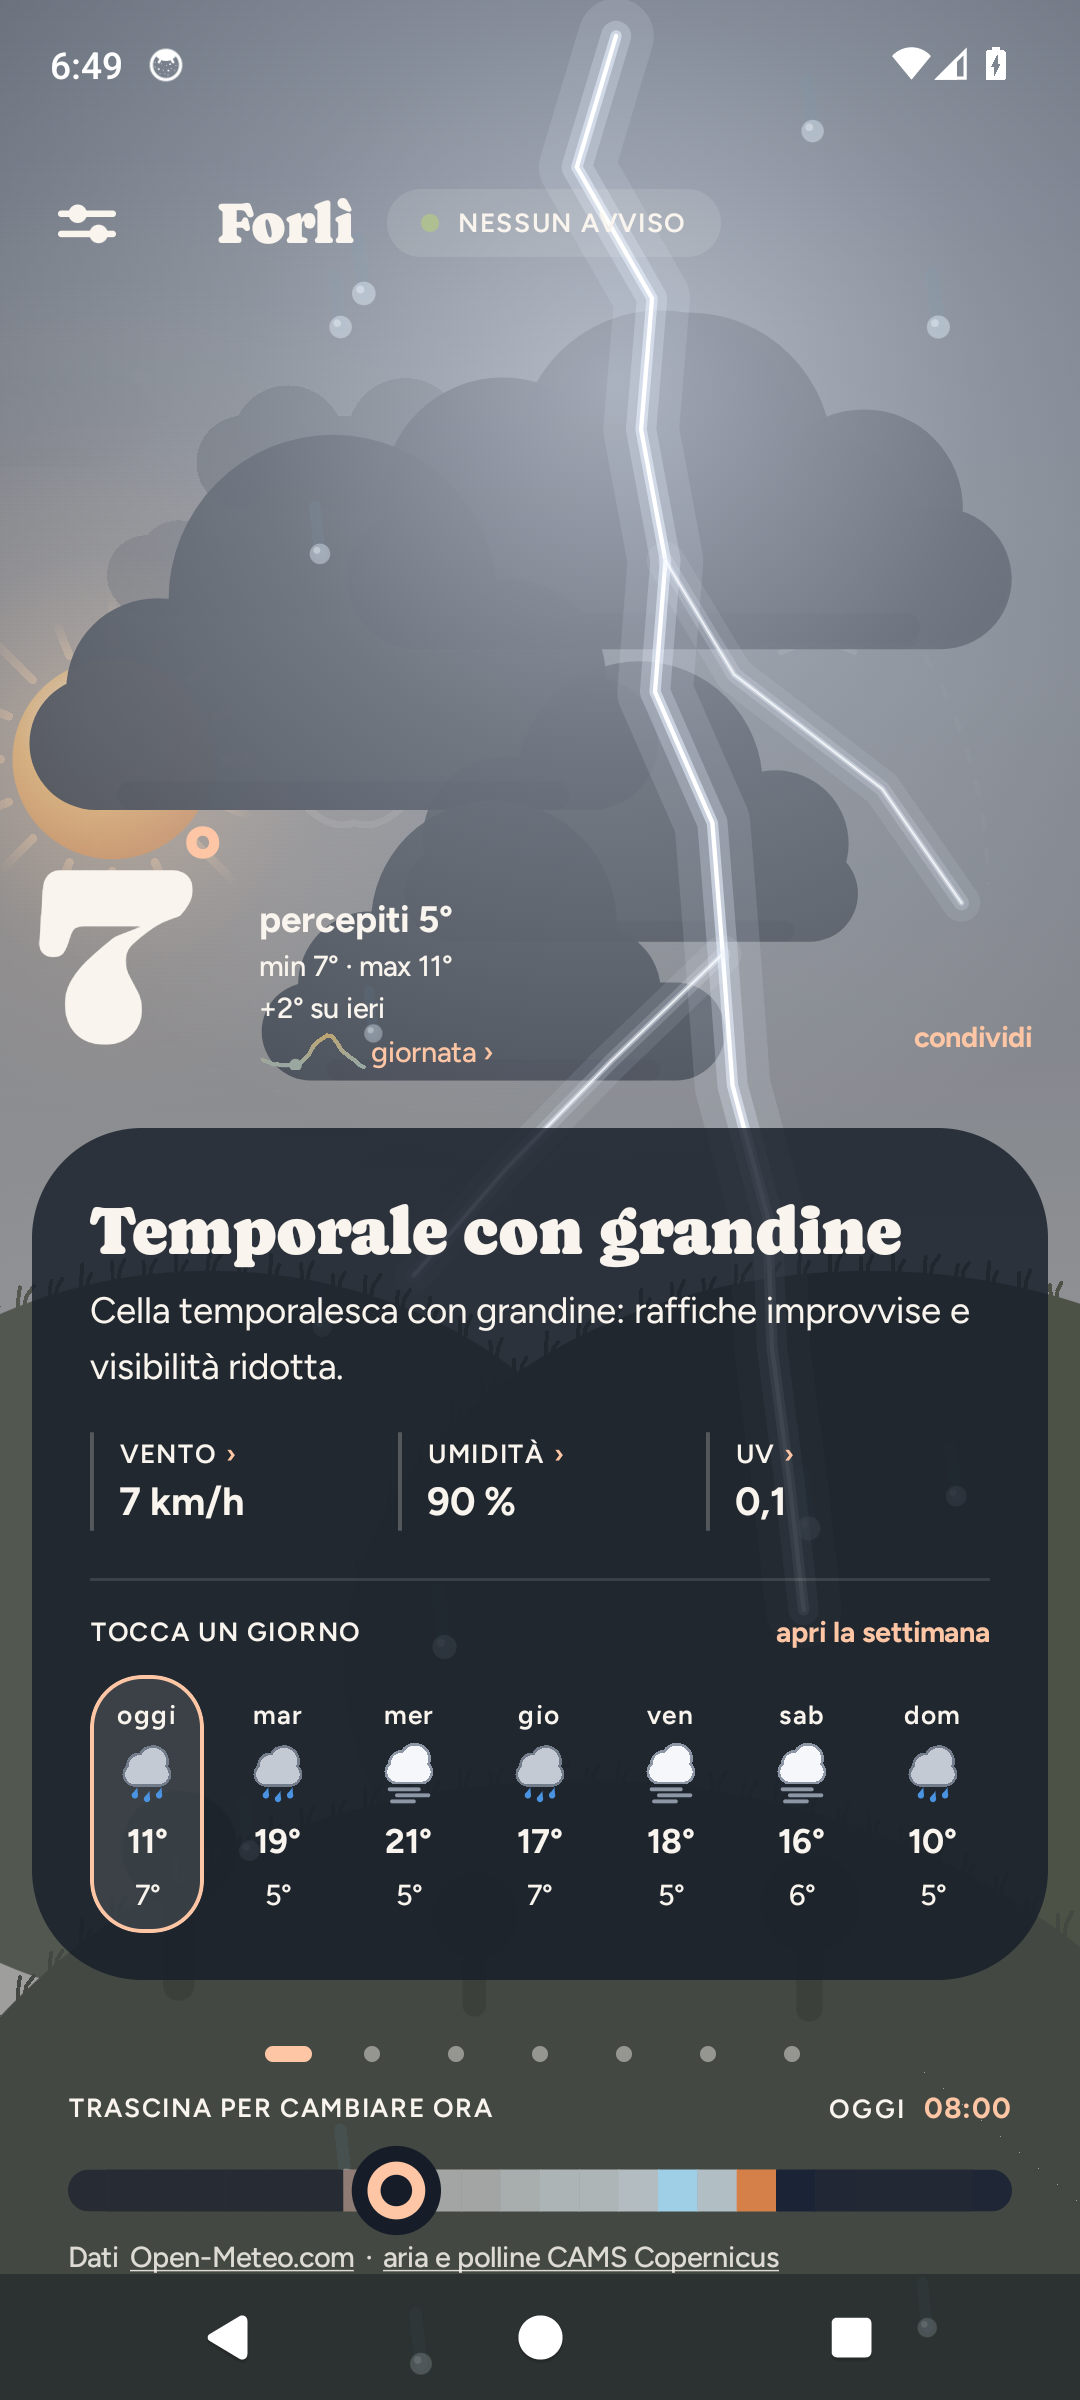 6:49
Forlì
NESSUN AVVISO
7°
percepiti 5°
min 7° · max 11°
+2° su ieri
giornata ›
condividi
Temporale con grandine
Cella temporalesca con grandine: raffiche improvvise e
visibilità ridotta.
VENTO › UMIDITÀ › UV ›
7 km/h 90 % 0,1
TOCCA UN GIORNO apri la settimana
oggi mar mer gio ven sab dom
11° 19° 21° 17° 18° 16° 10°
7° 5° 5° 7° 5° 6° 5°
TRASCINA PER CAMBIARE ORA OGGI 08:00
Dati Open-Meteo.com · aria e polline CAMS Copernicus